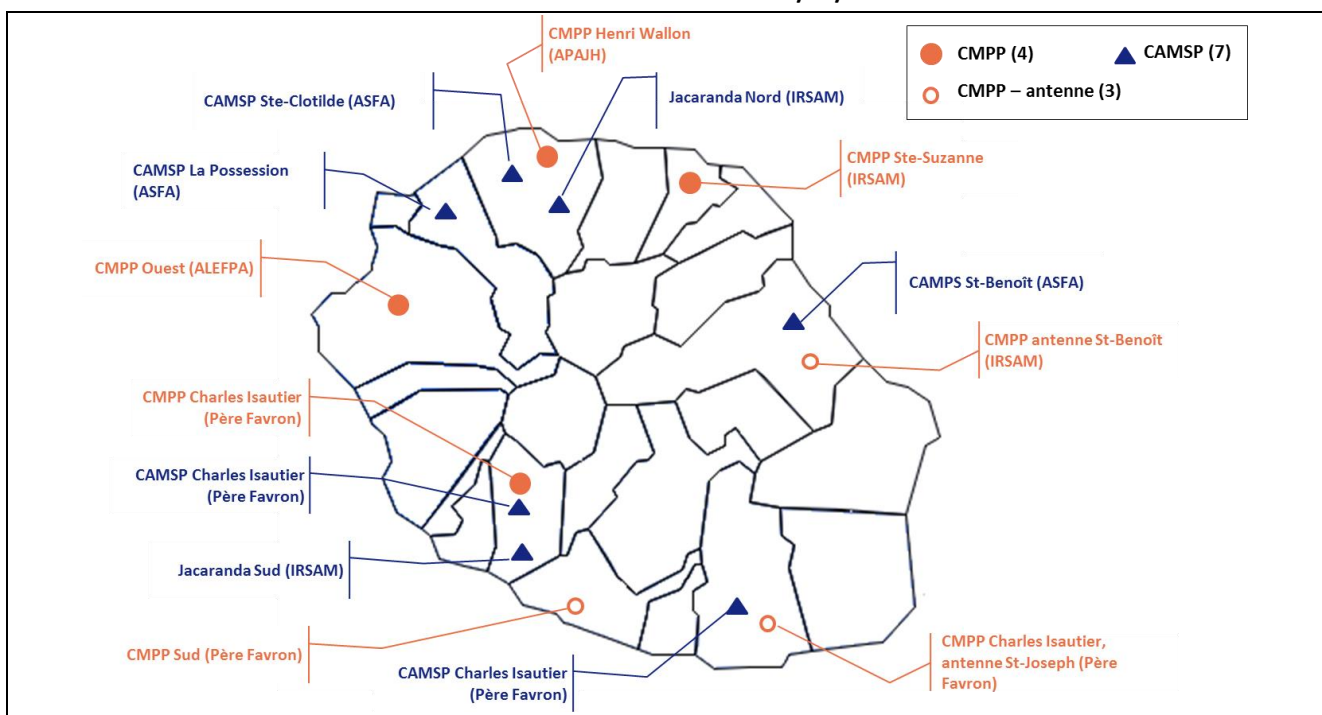 CMPP Henri Wallon
(APAJH)
CMPP (4)
CAMSP (7)
CMPP – antenne (3)
CAMSP Ste-Clotilde (ASFA)
Jacaranda Nord (IRSAM)
CAMSP La Possession
(ASFA)
CMPP Ste-Suzanne
(IRSAM)
CMPP Ouest (ALEFPA)
CAMPS St-Benoît (ASFA)
CMPP antenne St-Benoît
(IRSAM)
CMPP Charles Isautier
(Père Favron)
CAMSP Charles Isautier
(Père Favron)
Jacaranda Sud (IRSAM)
CMPP Sud (Père Favron)
CAMSP Charles Isautier
(Père Favron)
CMPP Charles Isautier,
antenne St-Joseph (Père
Favron)